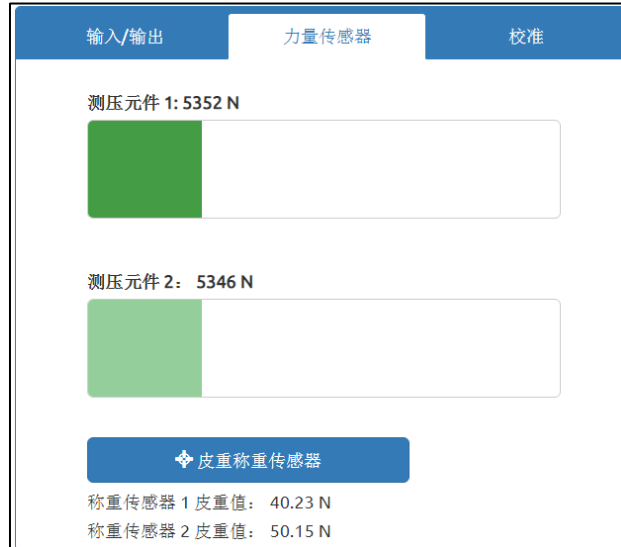 输入/输出 力量传感器 校准
测压元件 1: 5352 N
测压元件 2： 5346 N
皮重称重传感器
称重传感器 1 皮重值： 40.23 N
称重传感器 2 皮重值： 50.15 N